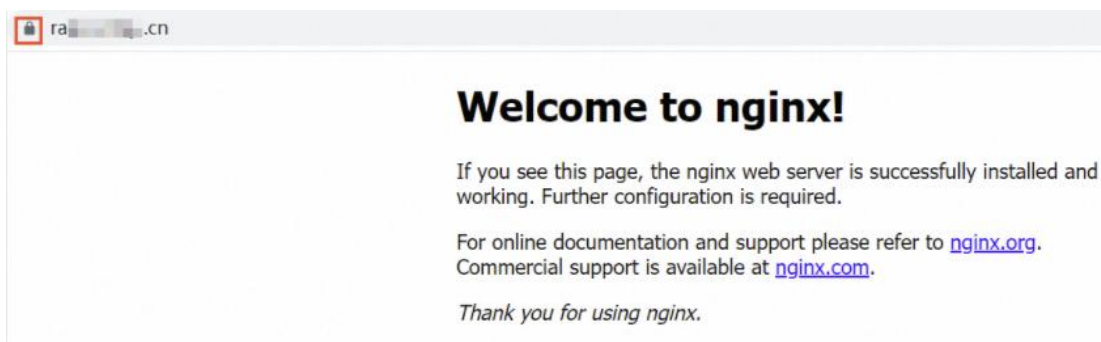 ra .cn
Welcome to nginx!
If you see this page, the nginx web server is successfully installed and
working. Further configuration is required.
For online documentation and support please refer to nginx.org.
Commercial support is available at nginx.com.
Thank you for using nginx.